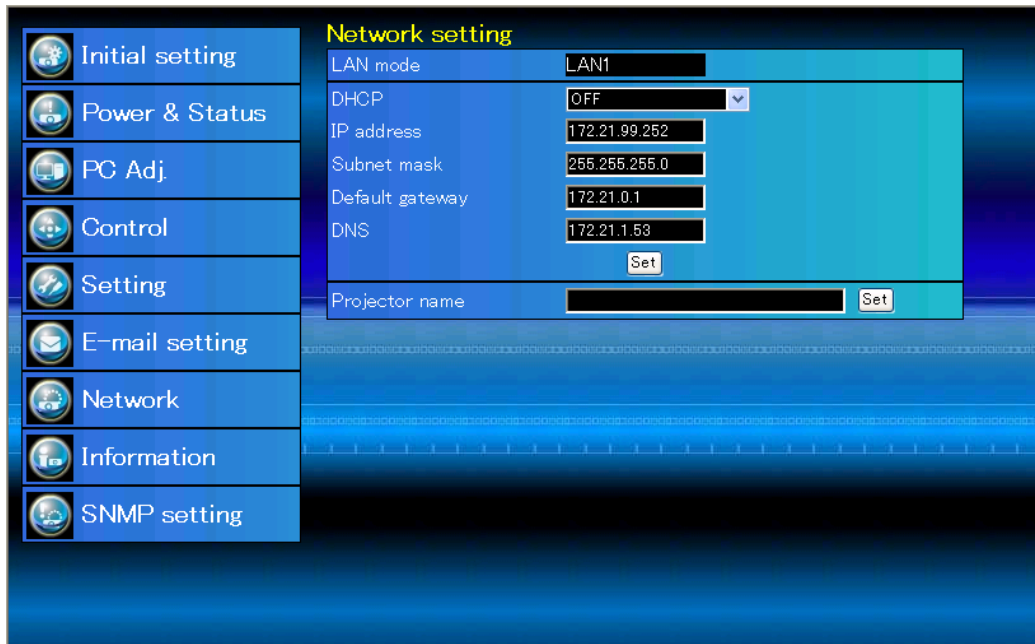 Initial setting
Power & Status
PC Adj.
Control
Setting
E-mail setting
Network
Information
SNMP setting
Network setting
LAN mode LAN1
DHCP OFF
IP address 172.21.99.252
Subnet mask 255.255.255.0
Default gateway 172.21.0.1
DNS 172.21.1.53
Set
Projector name Set